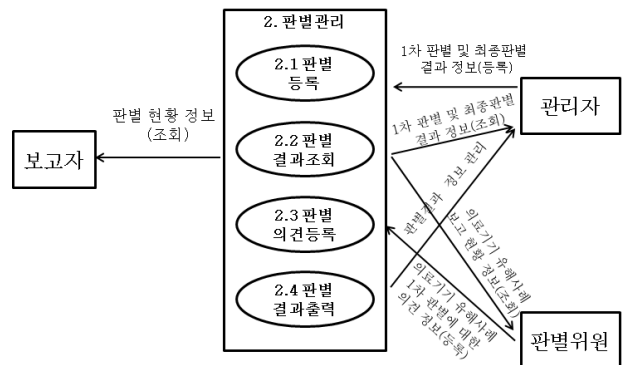 2. 판별관리
2.1 판별
등록
2.2 판별
결과조회
2.3 판별
의견등록
2.4 판별
결과출력
보고자
판별 현황 정보
(조회)
1차 판별 및 최종판별
결과 정보(등록)
관리자
1차 판별 및 최종판별
결과 정보(조회)
판별결과 정보 관리
의료기기 유해사례
보고 현황 정보(조회)
의료기기 유해사례
1차 판별에 대한
의견 정보(등록)
판별위원